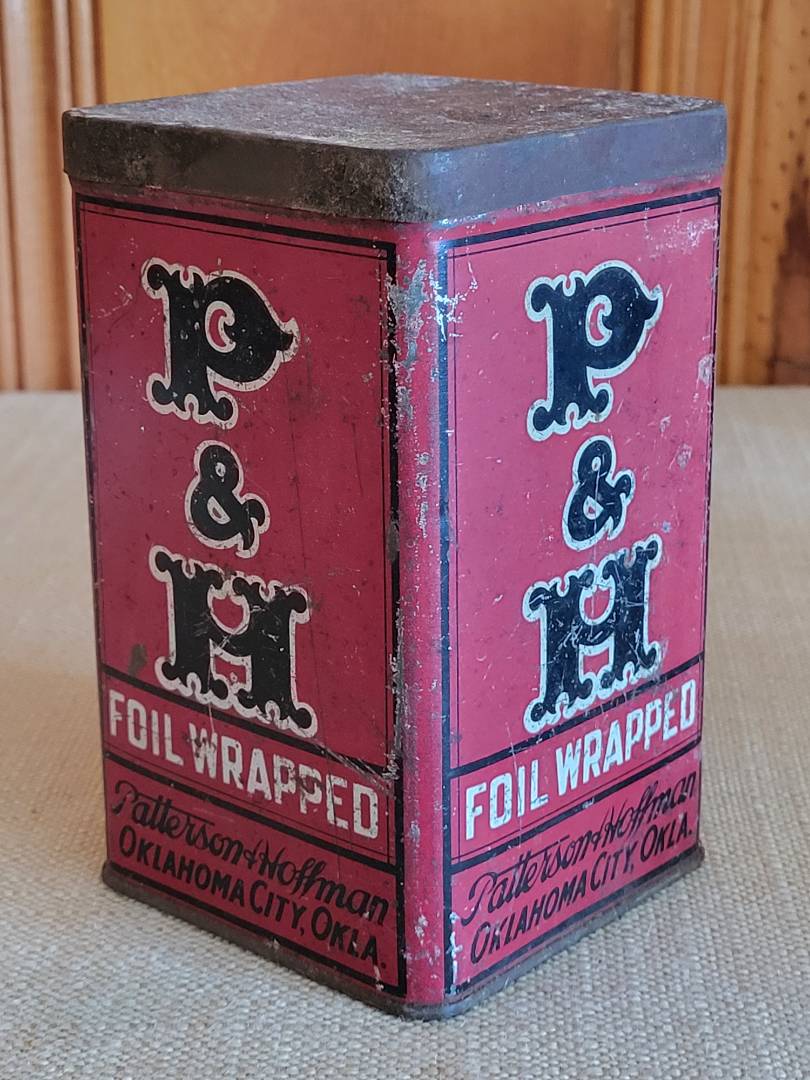 P
&
H
FOIL WRAPPED
Patterson & Hoffman
OKLAHOMA CITY, OKLA.
P
&
H
FOIL WRAPPED
Patterson & Hoffman
OKLAHOMA CITY, OKLA.